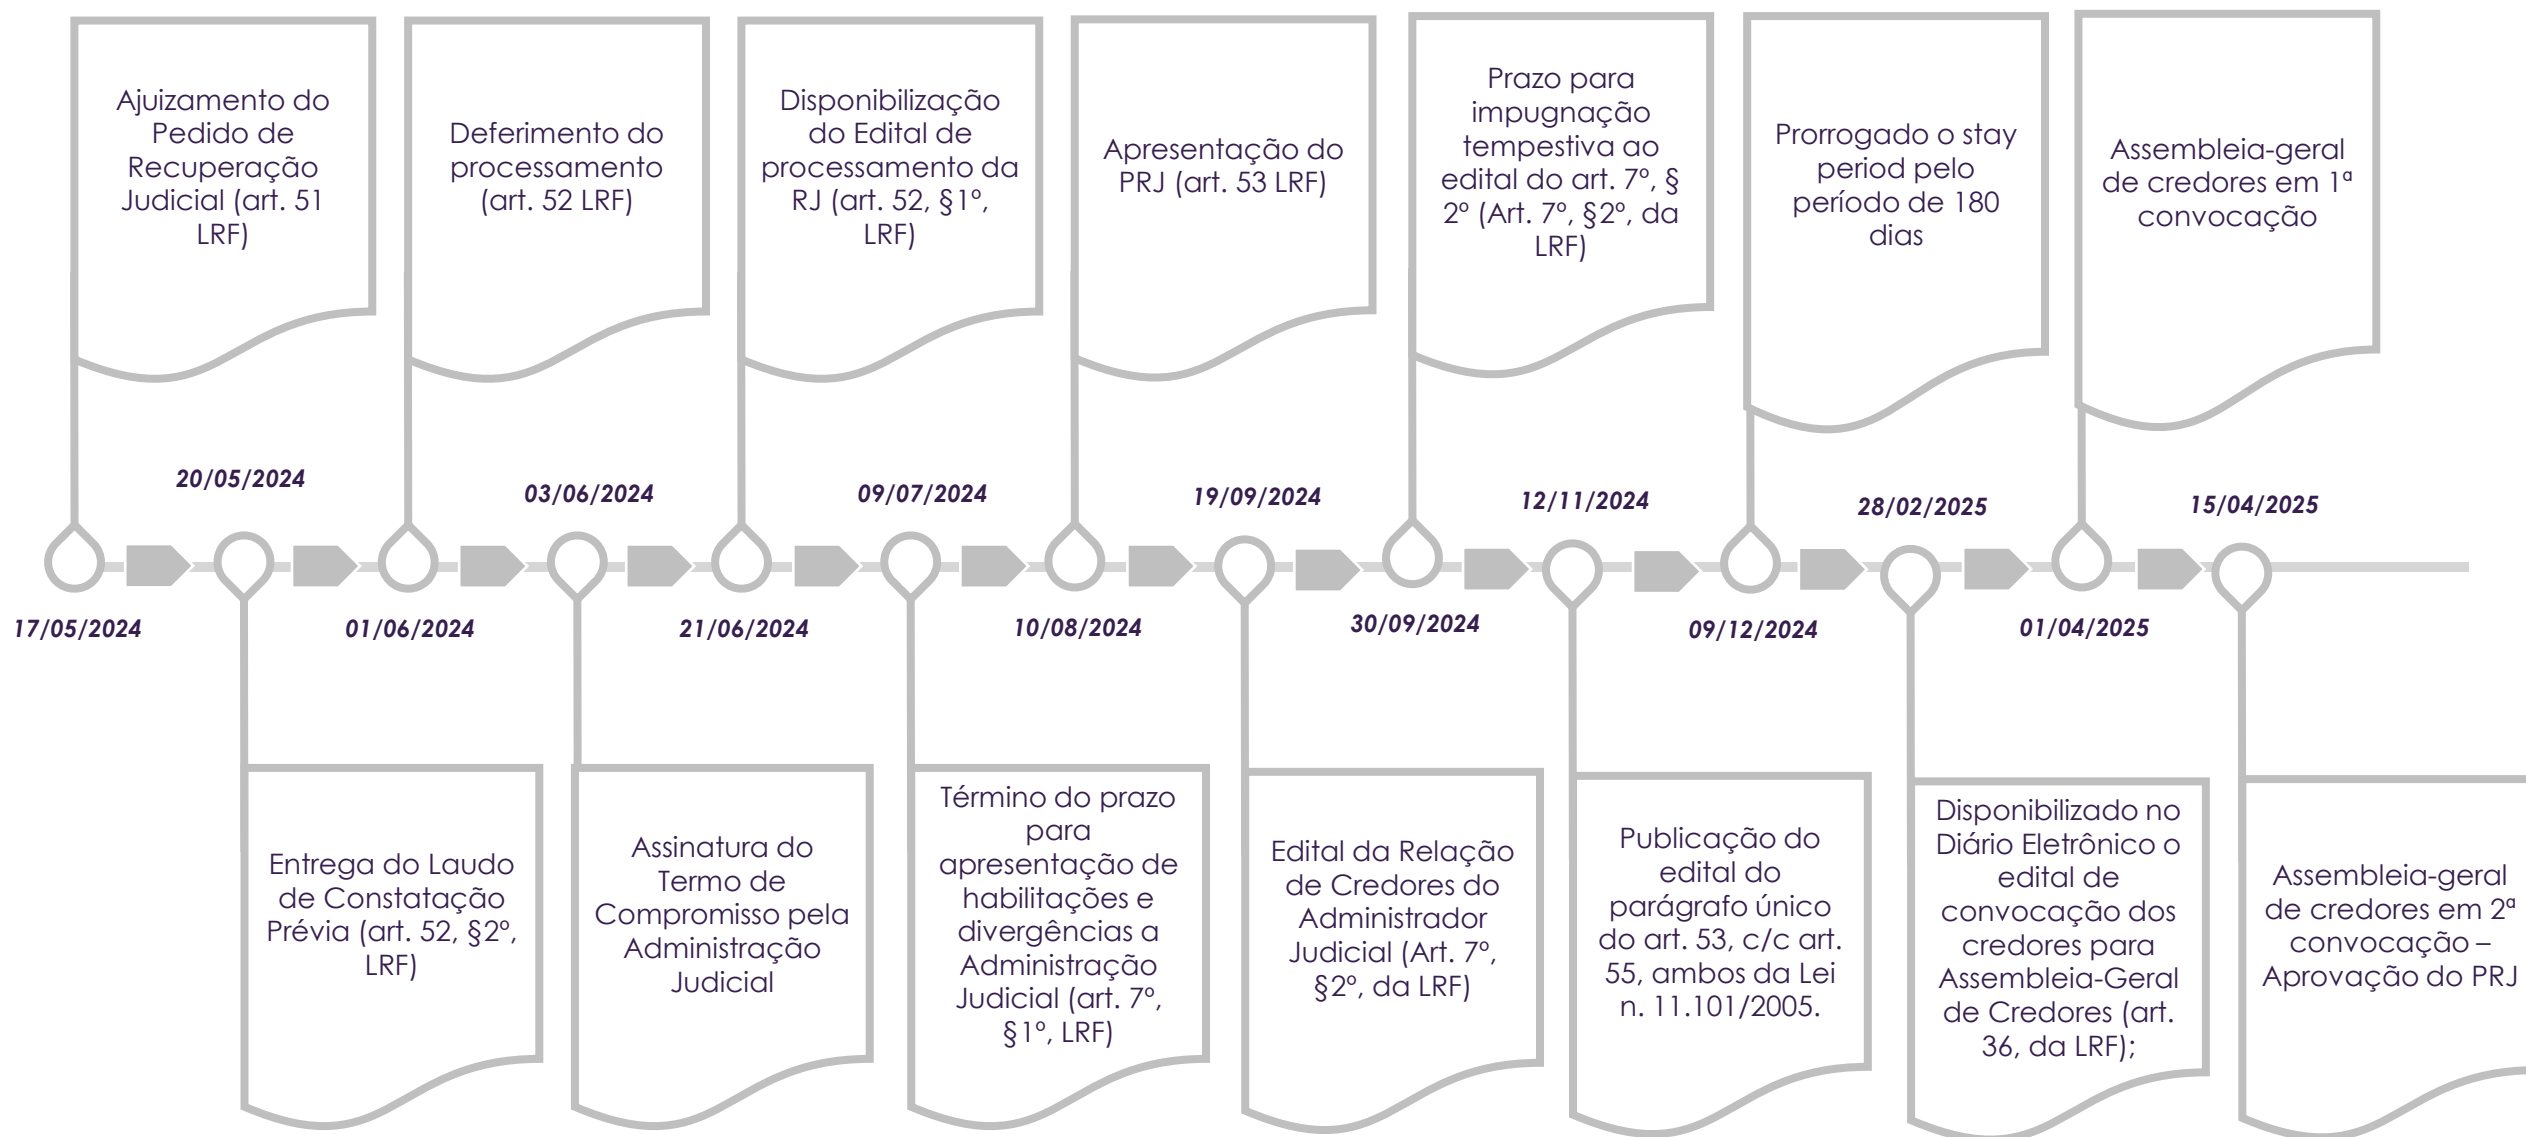 Ajuizamento do
Pedido de
Recuperação
Judicial (art. 51
LRF)
Deferimento do
processamento
(art. 52 LRF)
Disponibilização
do Edital de
processamento da
RJ (art. 52, §1º,
LRF)
Apresentação do
PRJ (art. 53 LRF)
Prazo para
impugnação
tempestiva ao
edital do art. 7º, §
2º (Art. 7º, §2º, da
LRF)
Prorrogado o stay
period pelo
período de 180
dias
Assembleia-geral
de credores em 1ª
convocação
20/05/2024
03/06/2024
09/07/2024
19/09/2024
12/11/2024
28/02/2025
15/04/2025
17/05/2024
01/06/2024
21/06/2024
10/08/2024
30/09/2024
09/12/2024
01/04/2025
Entrega do Laudo
de Constatação
Prévia (art. 52, §2º,
LRF)
Assinatura do
Termo de
Compromisso pela
Administração
Judicial
Término do prazo
para
apresentação de
habilitações e
divergências a
Administração
Judicial (art. 7º,
§1º, LRF)
Edital da Relação
de Credores do
Administrador
Judicial (Art. 7º,
§2º, da LRF)
Publicação do
edital do
parágrafo único
do art. 53, c/c art.
55, ambos da Lei
n. 11.101/2005.
Disponibilizado no
Diário Eletrônico o
edital de
convocação dos
credores para
Assembleia-Geral
de Credores (art.
36, da LRF);
Assembleia-geral
de credores em 2ª
convocação –
Aprovação do PRJ